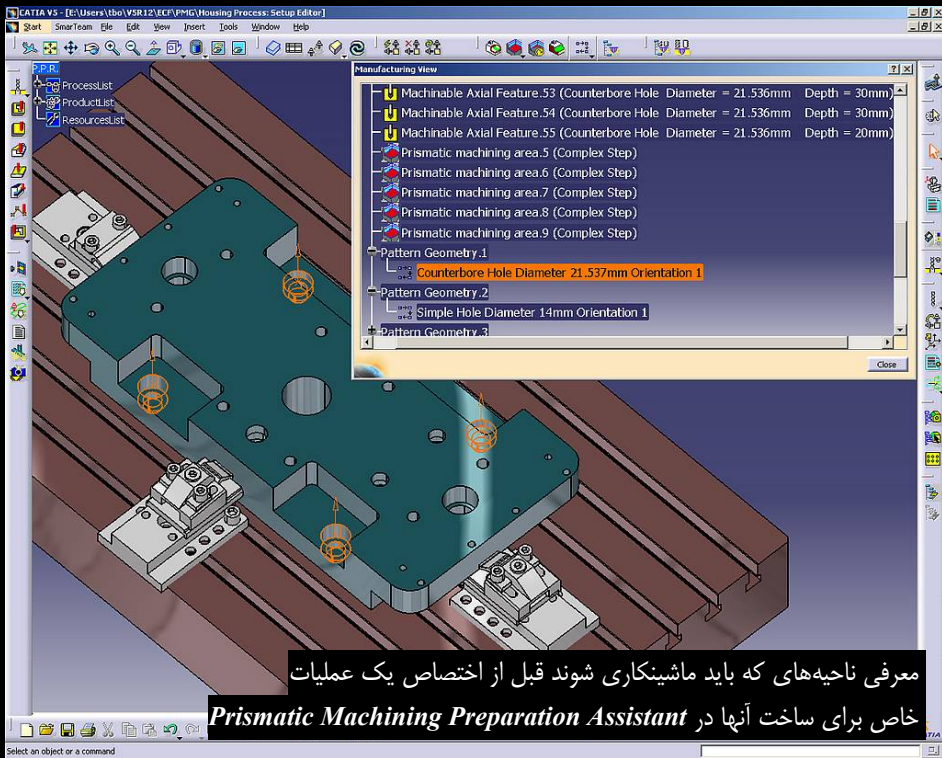 CATIA V5 - [E:\Users\tbo\V5R12\ECF\PMG\Housing Process: Setup Editor]
Start SmarTeam File Edit View Insert Tools Window Help
P.P.R.
ProcessList
ProductList
ResourcesList
Manufacturing View
Machinable Axial Feature.53 (Counterbore Hole Diameter = 21.536mm Depth = 30mm)
Machinable Axial Feature.54 (Counterbore Hole Diameter = 21.536mm Depth = 30mm)
Machinable Axial Feature.55 (Counterbore Hole Diameter = 21.536mm Depth = 20mm)
Prismatic machining area.5 (Complex Step)
Prismatic machining area.6 (Complex Step)
Prismatic machining area.7 (Complex Step)
Prismatic machining area.8 (Complex Step)
Prismatic machining area.9 (Complex Step)
Pattern Geometry.1
Counterbore Hole Diameter 21.537mm Orientation 1
Pattern Geometry.2
Simple Hole Diameter 14mm Orientation 1
Pattern Geometry.3
Close
معرفی ناحیه‌های که باید ماشینکاری شوند قبل از اختصاص یک عملیات
خاص برای ساخت آنها در Prismatic Machining Preparation Assistant
Select an object or a command